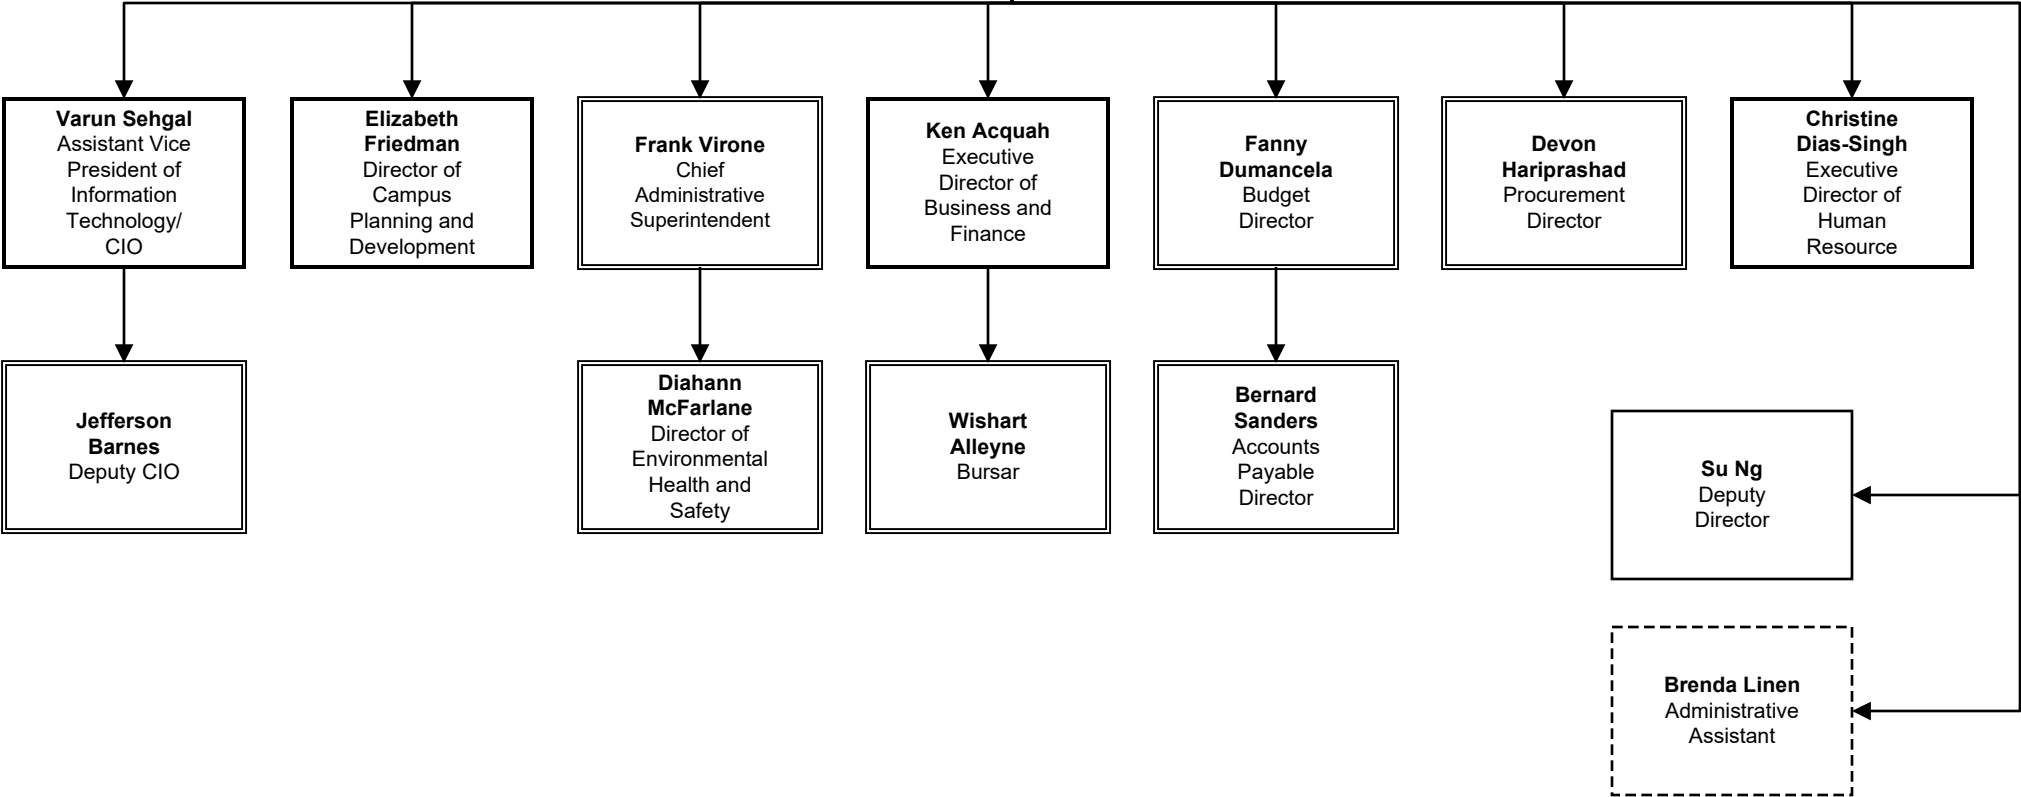 Varun Sehgal
Assistant Vice
President of
Information
Technology/
CIO
Elizabeth
Friedman
Director of
Campus
Planning and
Development
Frank Virone
Chief
Administrative
Superintendent
Ken Acquah
Executive
Director of
Business and
Finance
Fanny
Dumancela
Budget
Director
Devon
Hariprashad
Procurement
Director
Christine
Dias-Singh
Executive
Director of
Human
Resource
Jefferson
Barnes
Deputy CIO
Diahann
McFarlane
Director of
Environmental
Health and
Safety
Wishart
Alleyne
Bursar
Bernard
Sanders
Accounts
Payable
Director
Su Ng
Deputy
Director
Brenda Linen
Administrative
Assistant